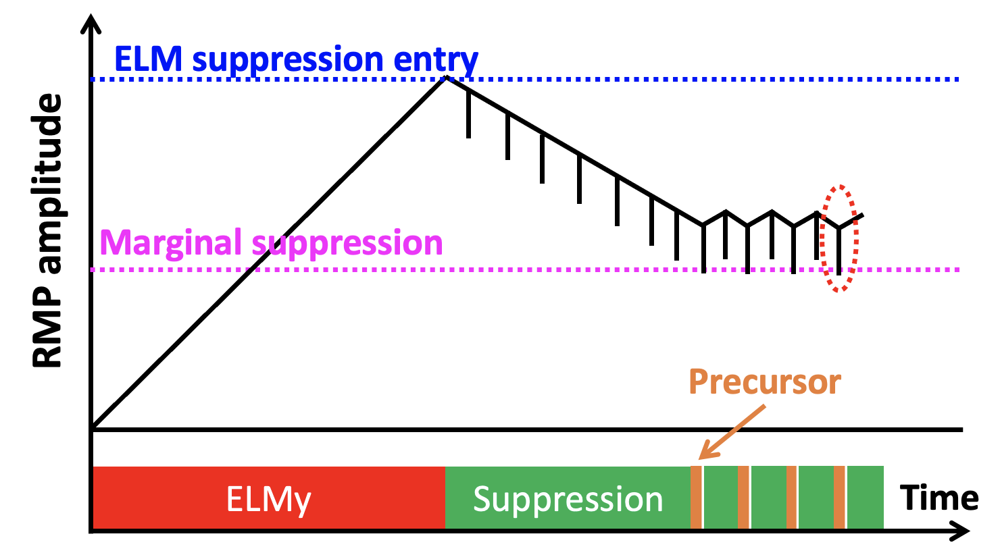 ELM suppression entry
RMP amplitude
Marginal suppression
Precursor
ELMy
Suppression
Time